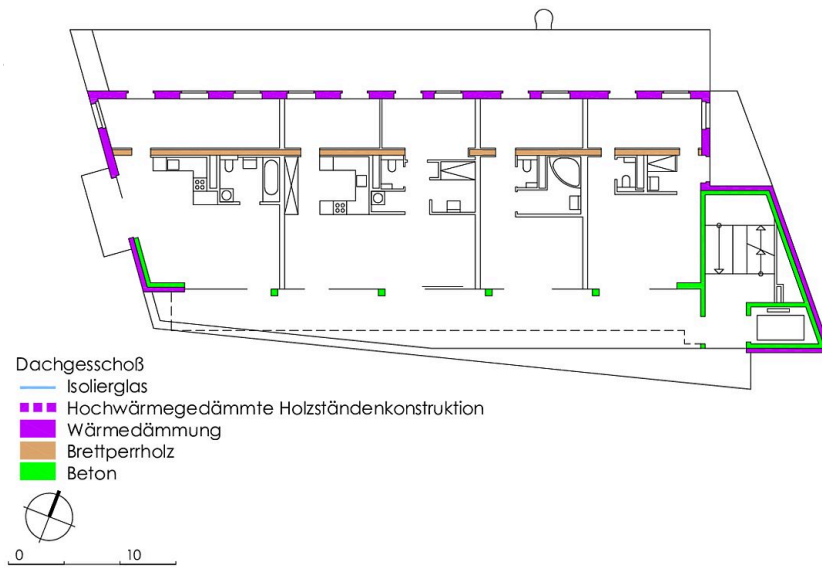 Dachgesschoß
Isolierglas
Hochwärmegedämmte Holzständenkonstruktion
Wärmedämmung
Brettperrholz
Beton
0 10